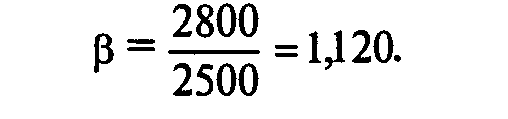 β = 2800/2500 = 1,120.